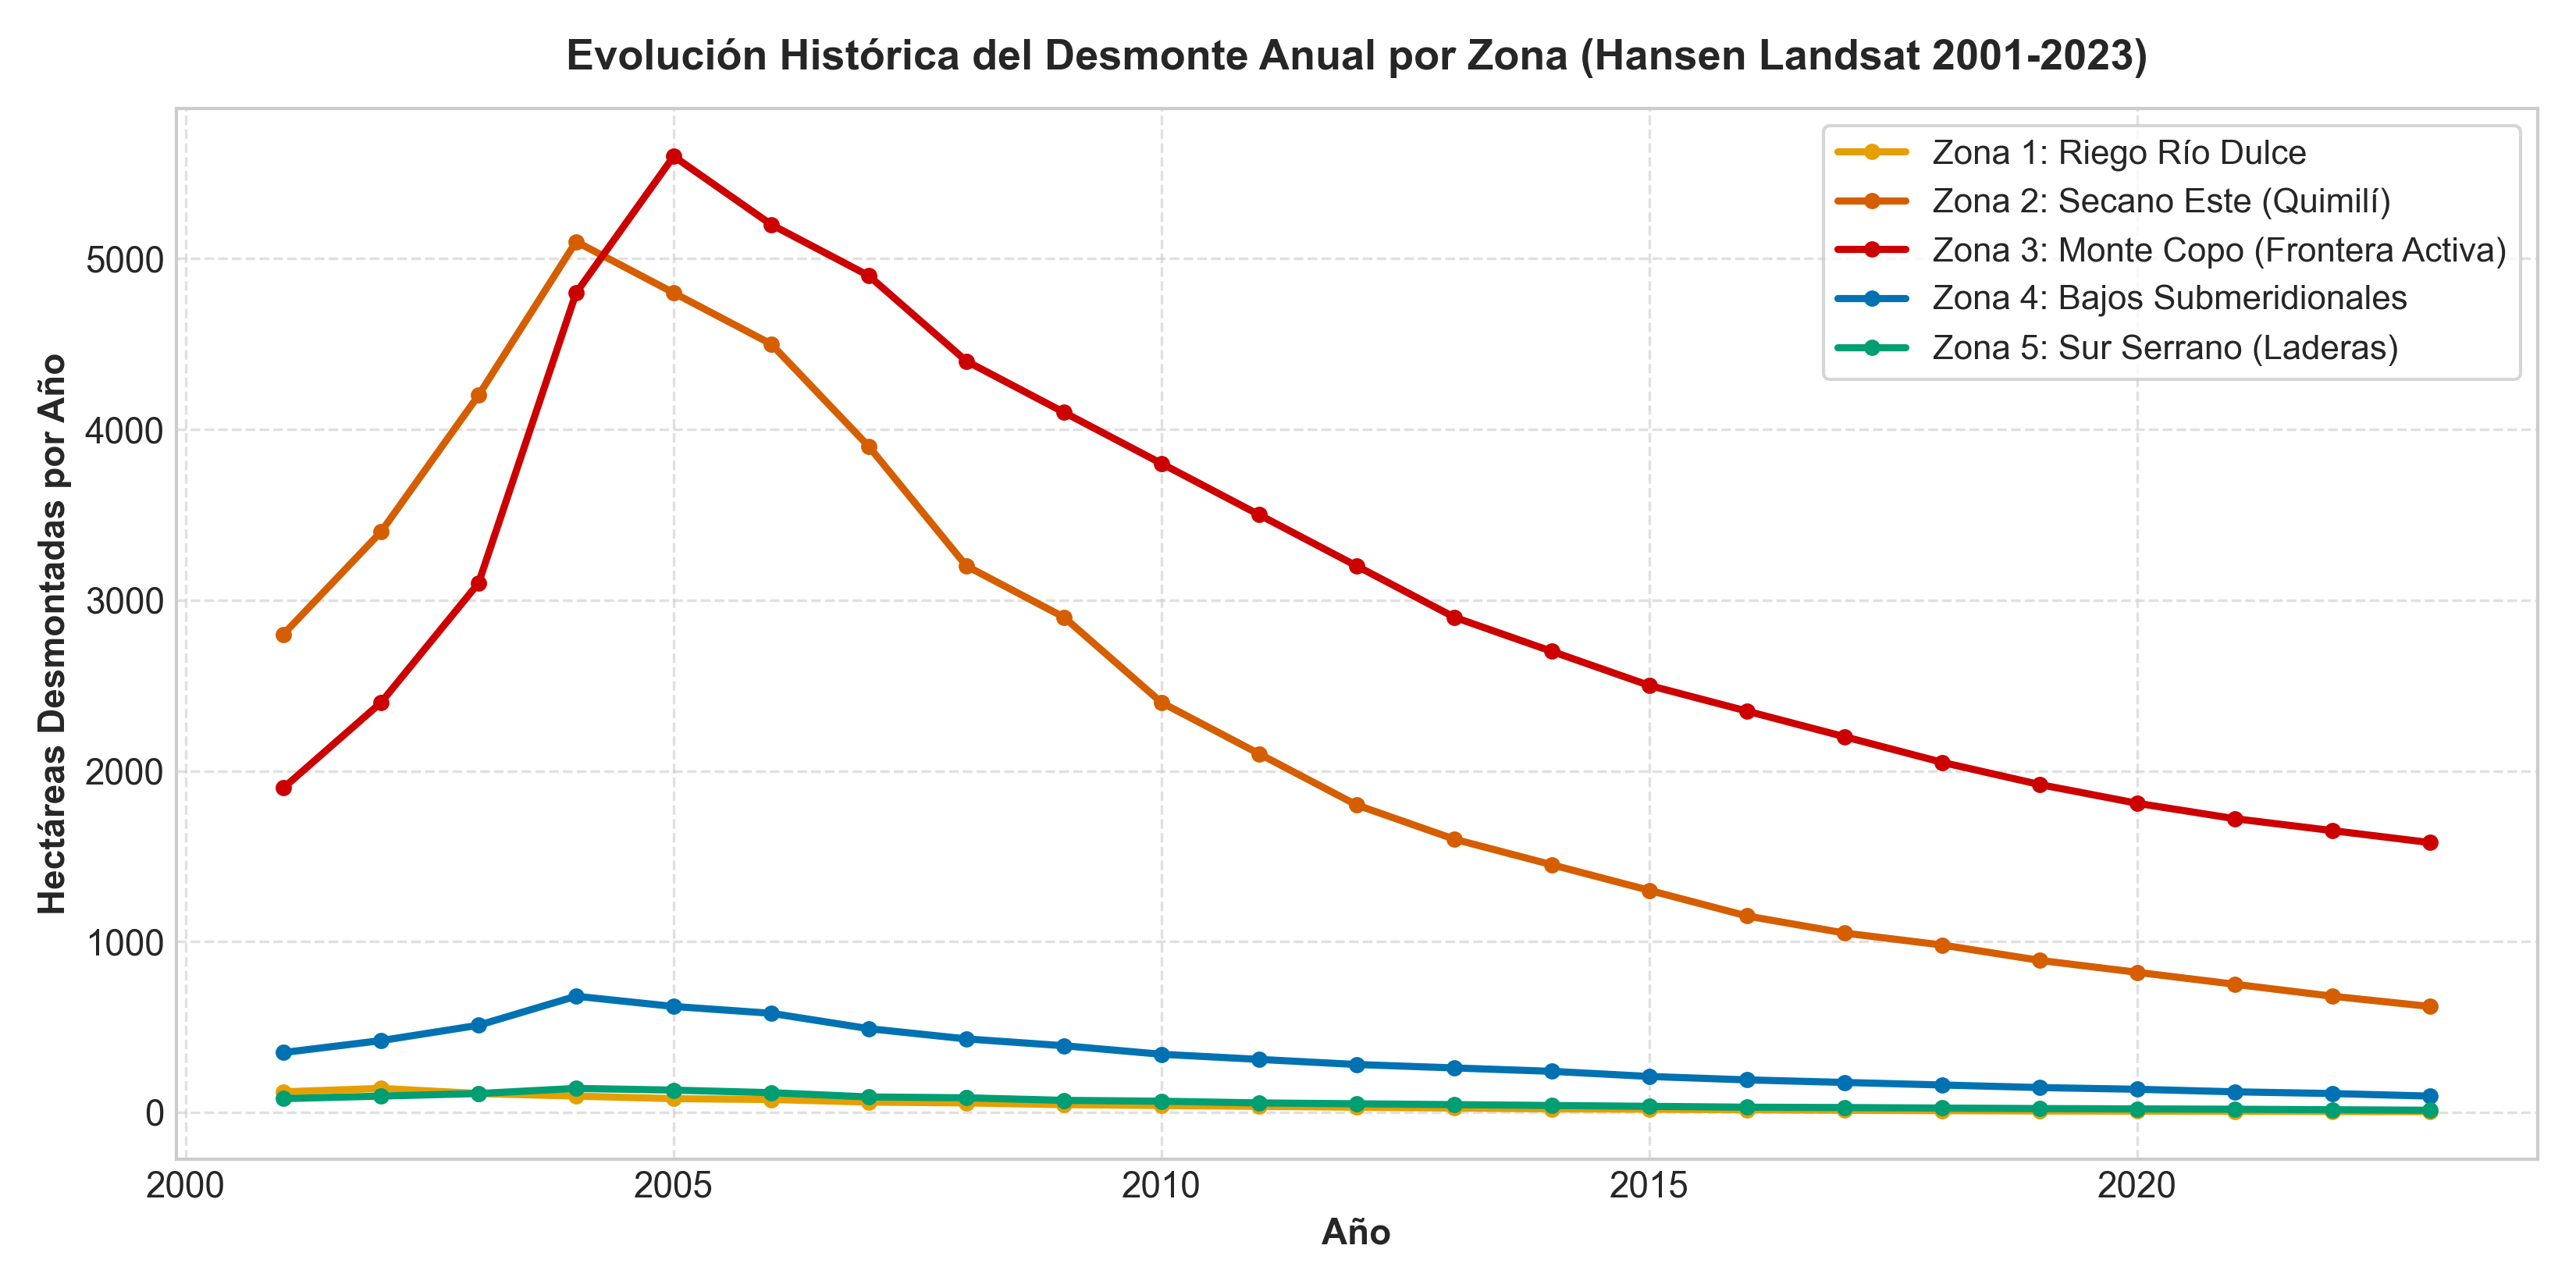 Evolución Histórica del Desmonte Anual por Zona (Hansen Landsat 2001-2023)
Hectáreas Desmontadas por Año
5000
4000
3000
2000
1000
0
Zona 1: Riego Río Dulce
Zona 2: Secano Este (Quimilí)
Zona 3: Monte Copo (Frontera Activa)
Zona 4: Bajos Submeridionales
Zona 5: Sur Serrano (Laderas)
2000 2005 2010 2015 2020
Año